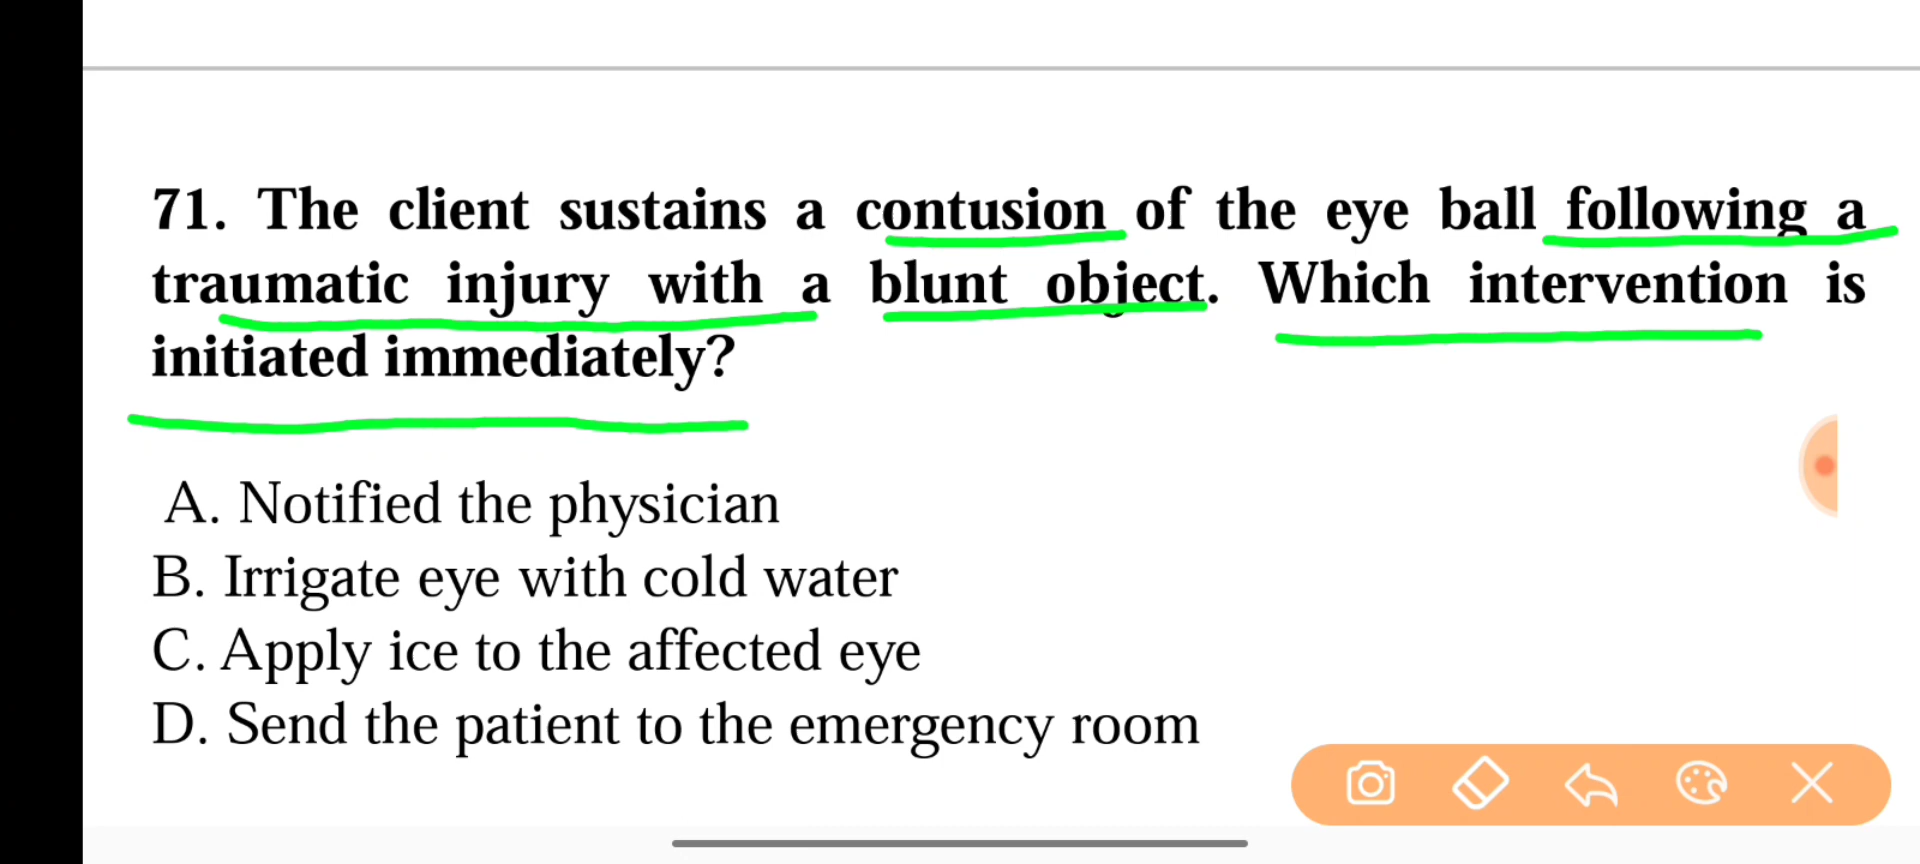 71. The client sustains a contusion of the eye ball following a
traumatic injury with a blunt object. Which intervention is
initiated immediately?
A. Notified the physician
B. Irrigate eye with cold water
C. Apply ice to the affected eye
D. Send the patient to the emergency room